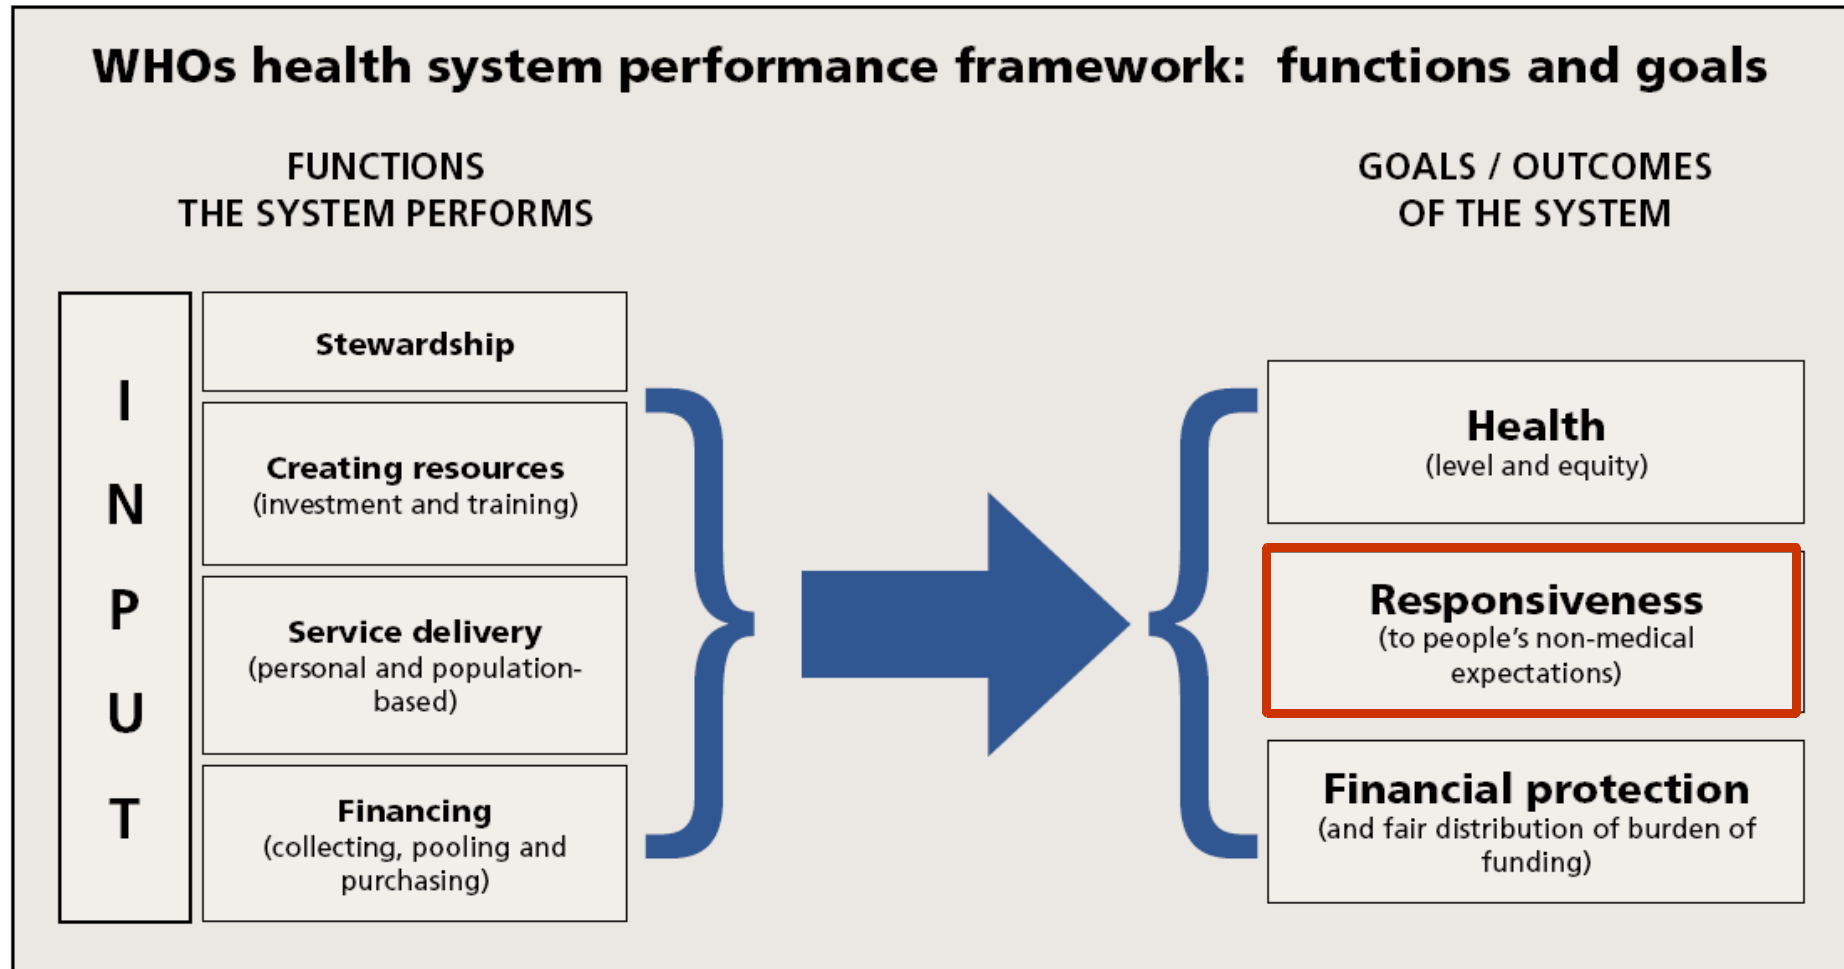 WHOs health system performance framework: functions and goals
FUNCTIONS
THE SYSTEM PERFORMS
GOALS / OUTCOMES
OF THE SYSTEM
I
N
P
U
T
Stewardship
Creating resources
(investment and training)
Service delivery
(personal and population-
based)
Financing
(collecting, pooling and
purchasing)
Health
(level and equity)
Responsiveness
(to people’s non-medical
expectations)
Financial protection
(and fair distribution of burden of
funding)